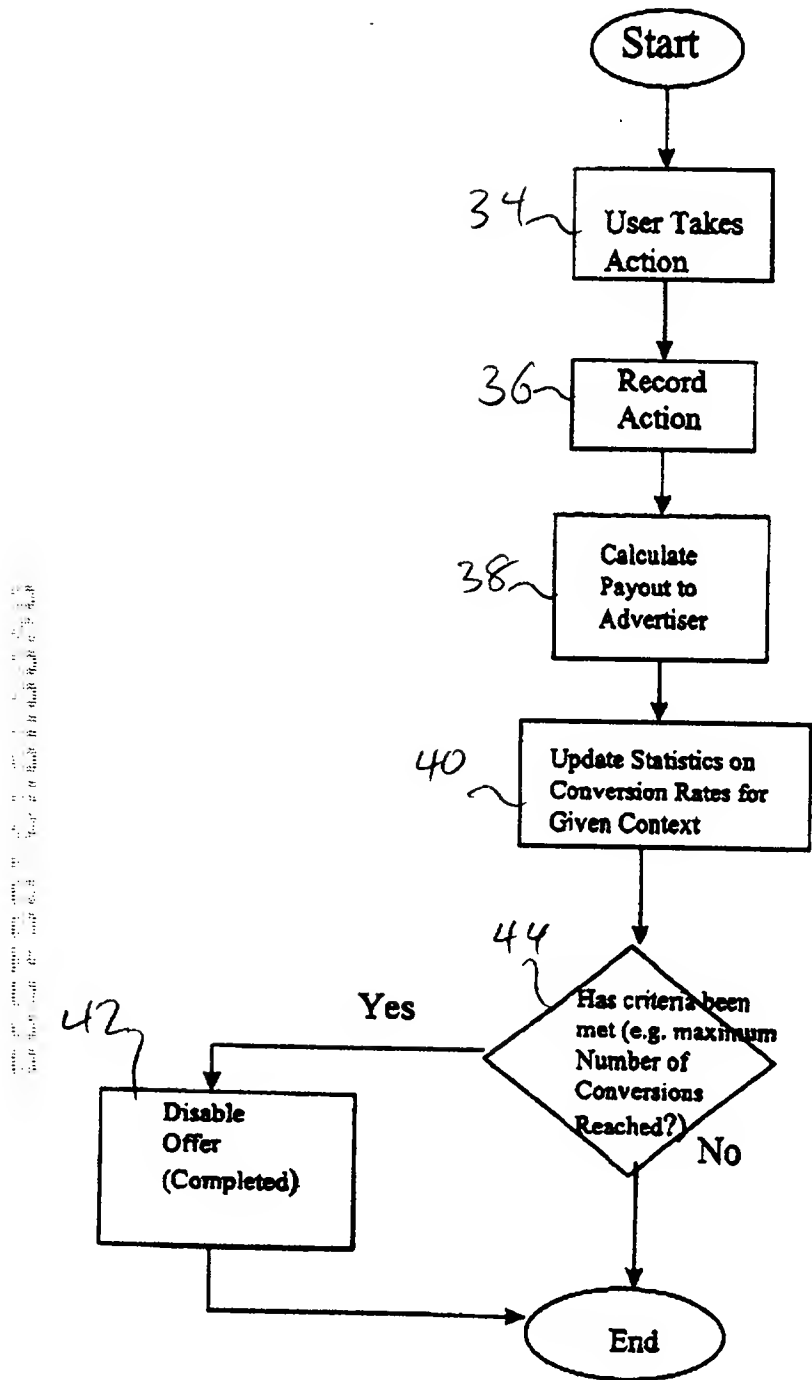 Start
34
User Takes
Action
36
Record
Action
38
Calculate
Payout to
Advertiser
40
Update Statistics on
Conversion Rates for
Given Context
44
Has criteria been
met (e.g. maximum
Number of
Conversions
Reached?)
Yes
No
42
Disable
Offer
(Completed)
End